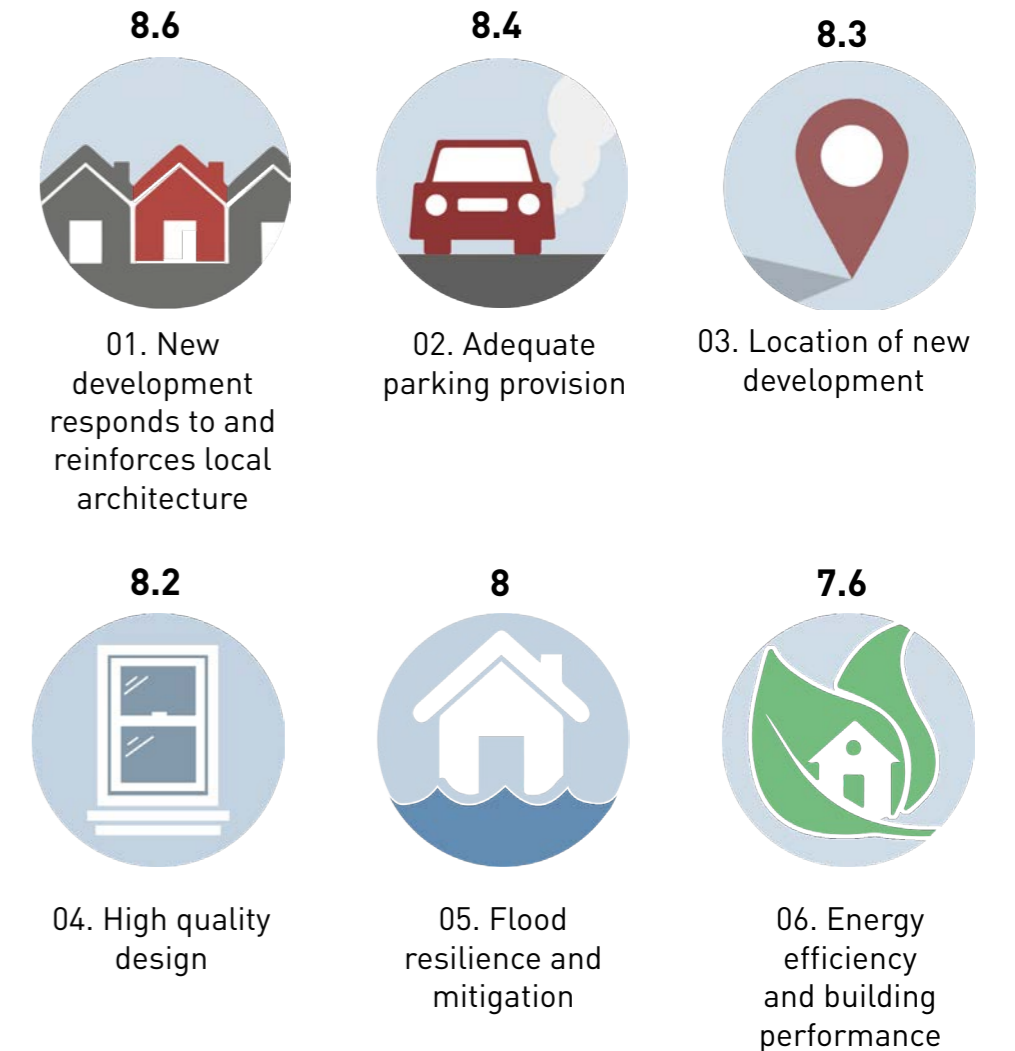 8.6
01. New
development
responds to and
reinforces local
architecture
8.4
02. Adequate
parking provision
8.3
03. Location of new
development
8.2
04. High quality
design
8
05. Flood
resilience and
mitigation
7.6
06. Energy
efficiency
and building
performance